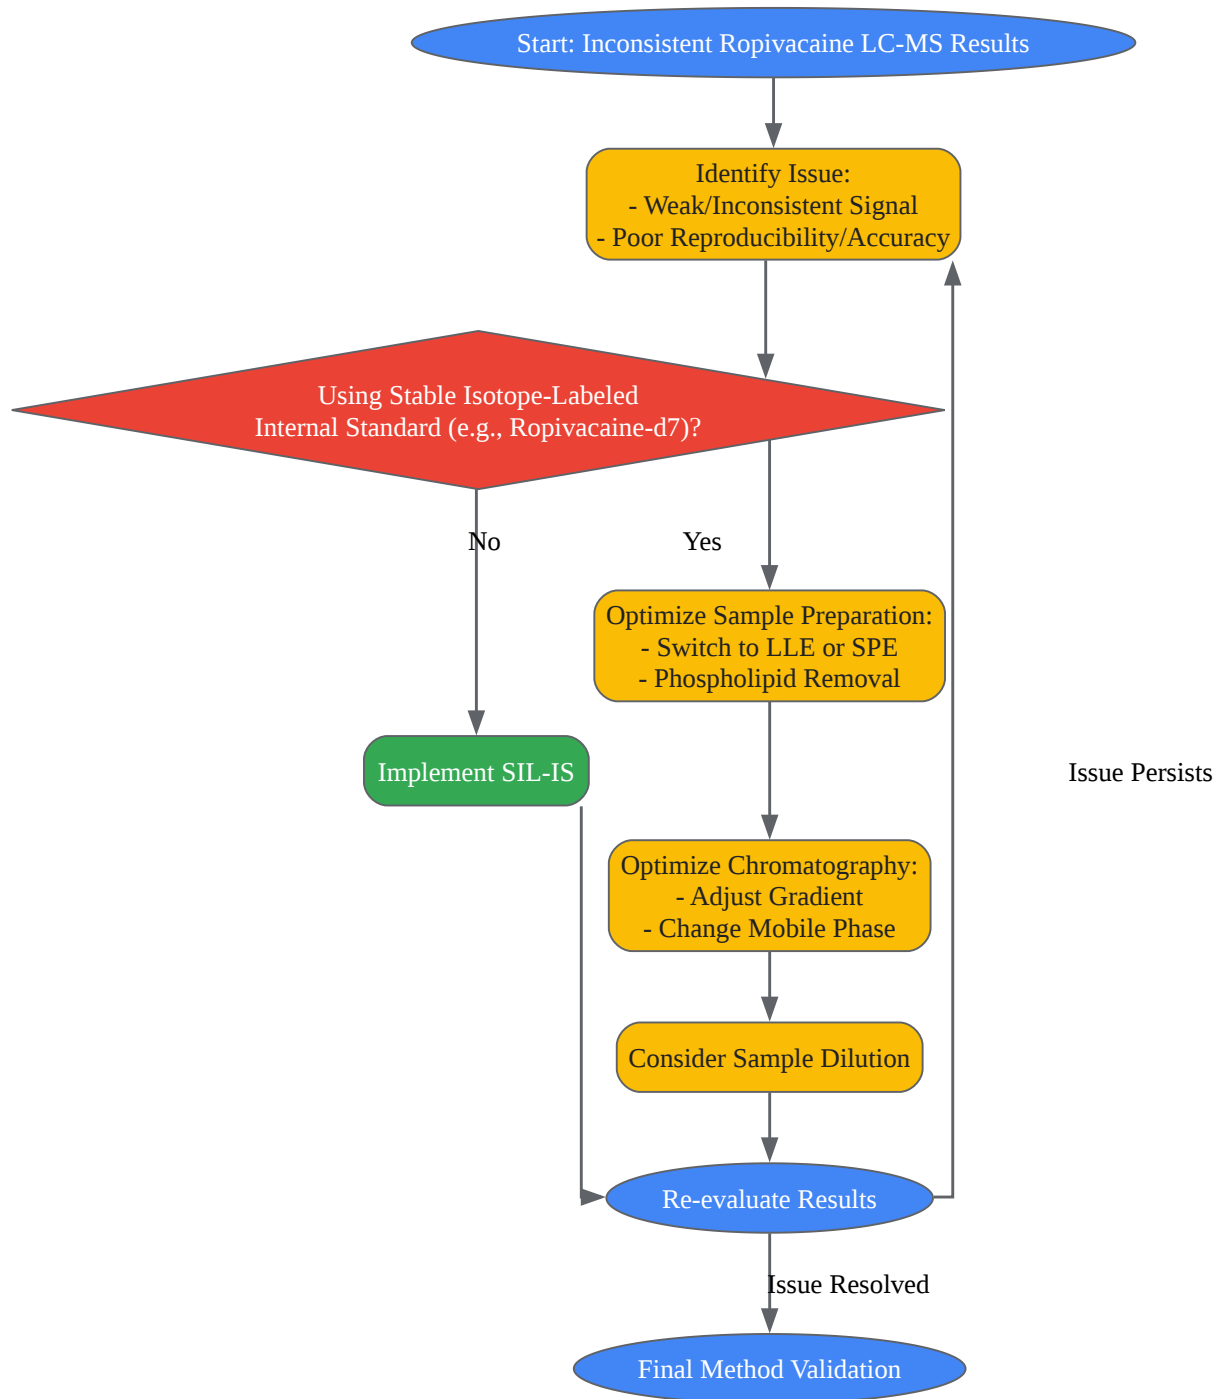 Start: Inconsistent Ropivacaine LC-MS Results
Identify Issue:
- Weak/Inconsistent Signal
- Poor Reproducibility/Accuracy
Using Stable Isotope-Labeled
Internal Standard (e.g., Ropivacaine-d7)?
No
Yes
Optimize Sample Preparation:
- Switch to LLE or SPE
- Phospholipid Removal
Implement SIL-IS
Issue Persists
Optimize Chromatography:
- Adjust Gradient
- Change Mobile Phase
Consider Sample Dilution
Re-evaluate Results
Issue Resolved
Final Method Validation